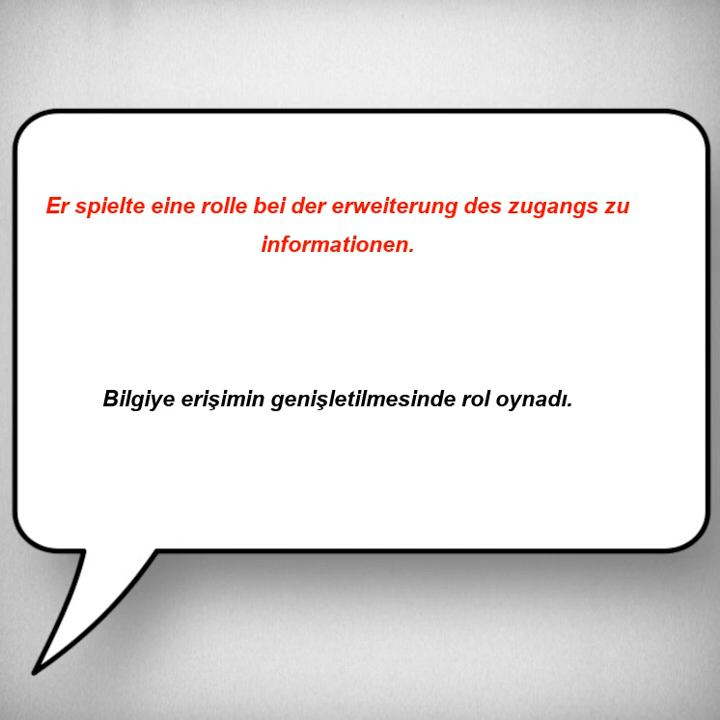 Er spielte eine rolle bei der erweiterung des zugangs zu
informationen.
Bilgiye erişimin genişletilmesinde rol oynadı.